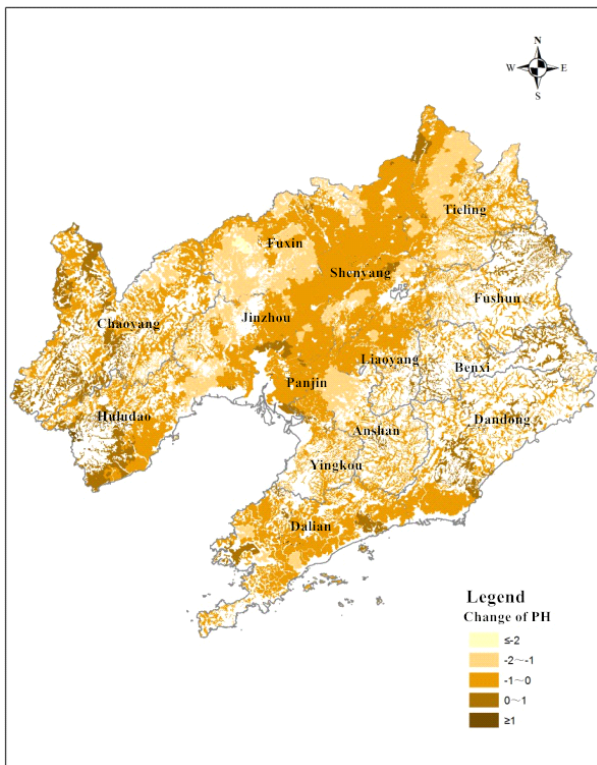 N
W E
S
Tieling
Fuxin
Shenyang
Fushun
Jinzhou
Chaoyang
Liaoyang
Benxi
Panjin
Huludao
Dandong
Anshan
Yingkou
Dalian
Legend
Change of PH
≤-2
-2～-1
-1～0
0～1
≥1